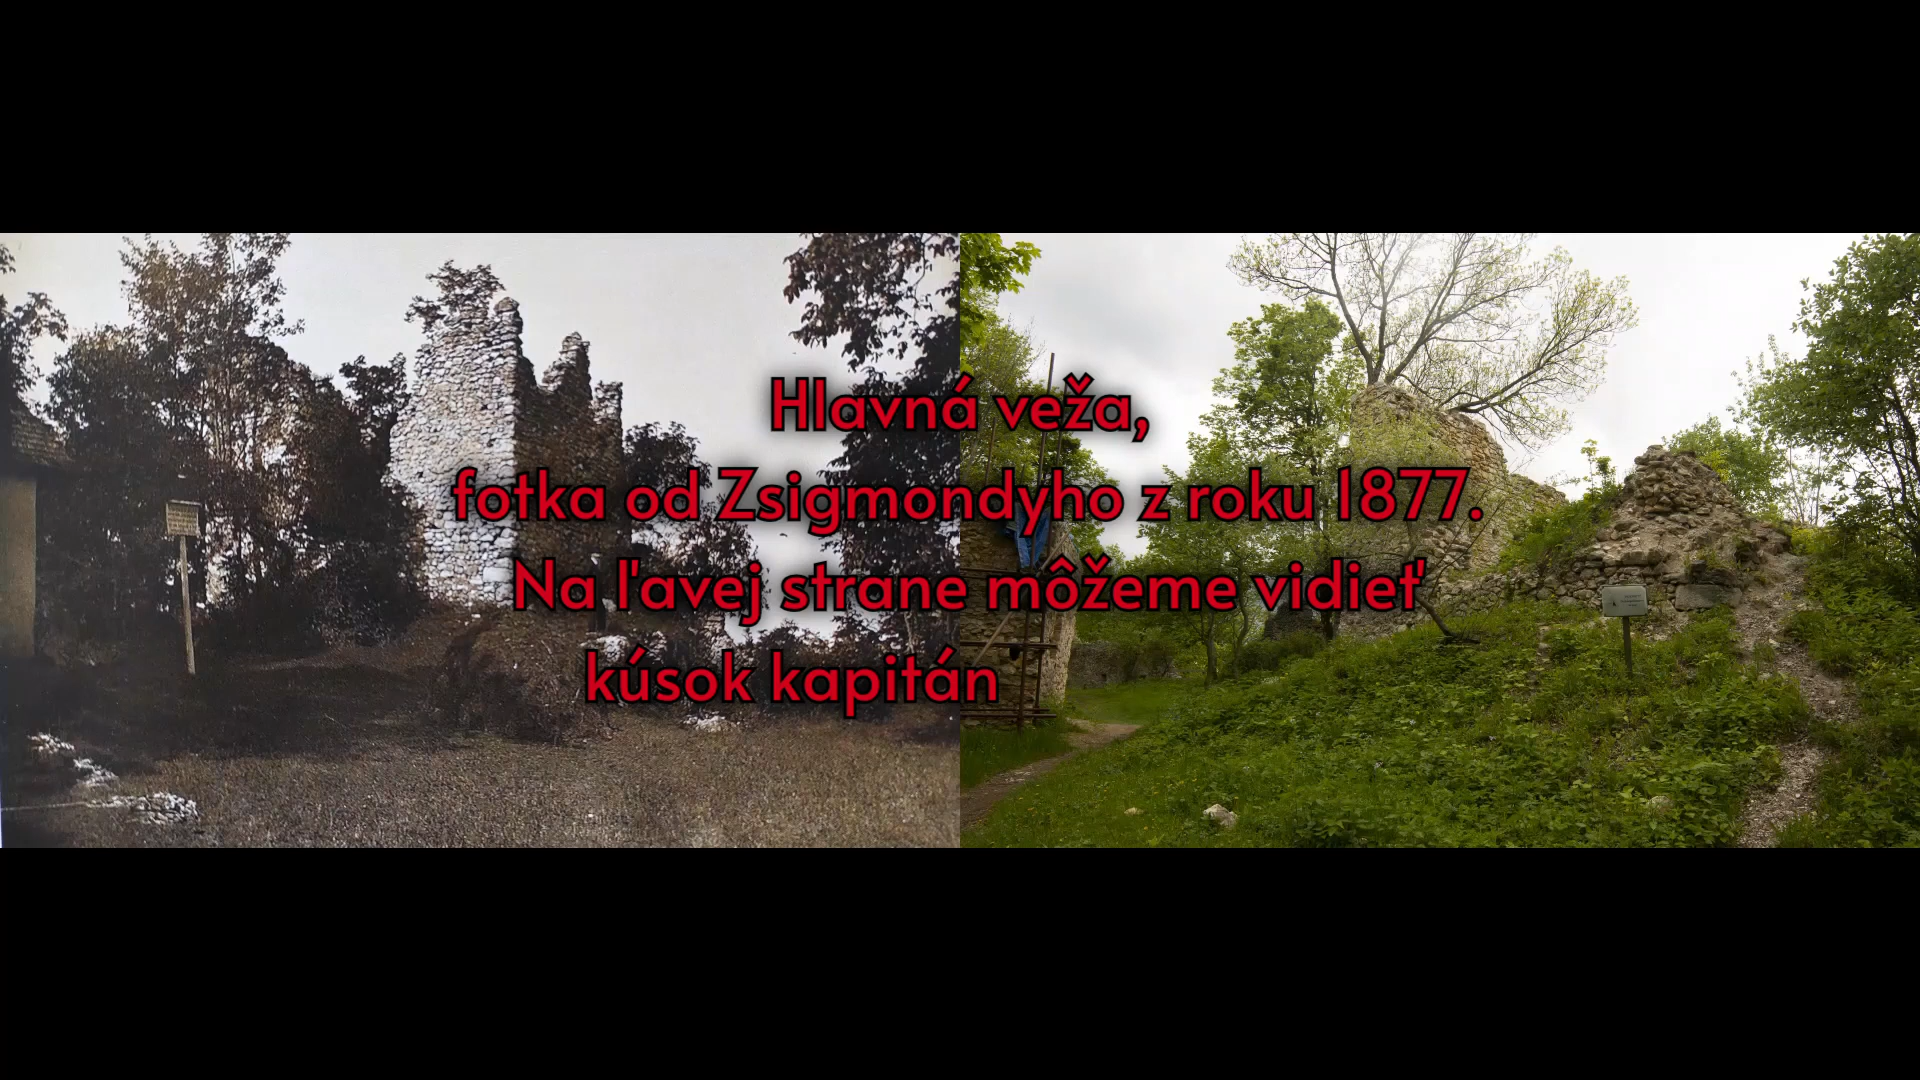 Hlavná veža,
fotka od Zsigmondyho z roku 1877.
Na ľavej strane môžeme vidieť
kúsok kapitán